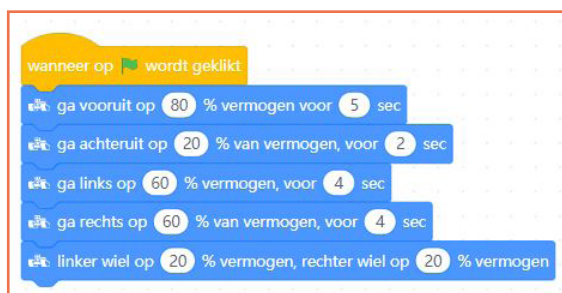 wanneer op wordt geklikt
ga vooruit op 80 % vermogen voor 5 sec
ga achteruit op 20 % van vermogen, voor 2 sec
ga links op 60 % vermogen, voor 4 sec
ga rechts op 60 % van vermogen, voor 4 sec
linker wiel op 20 % vermogen, rechter wiel op 20 % vermogen